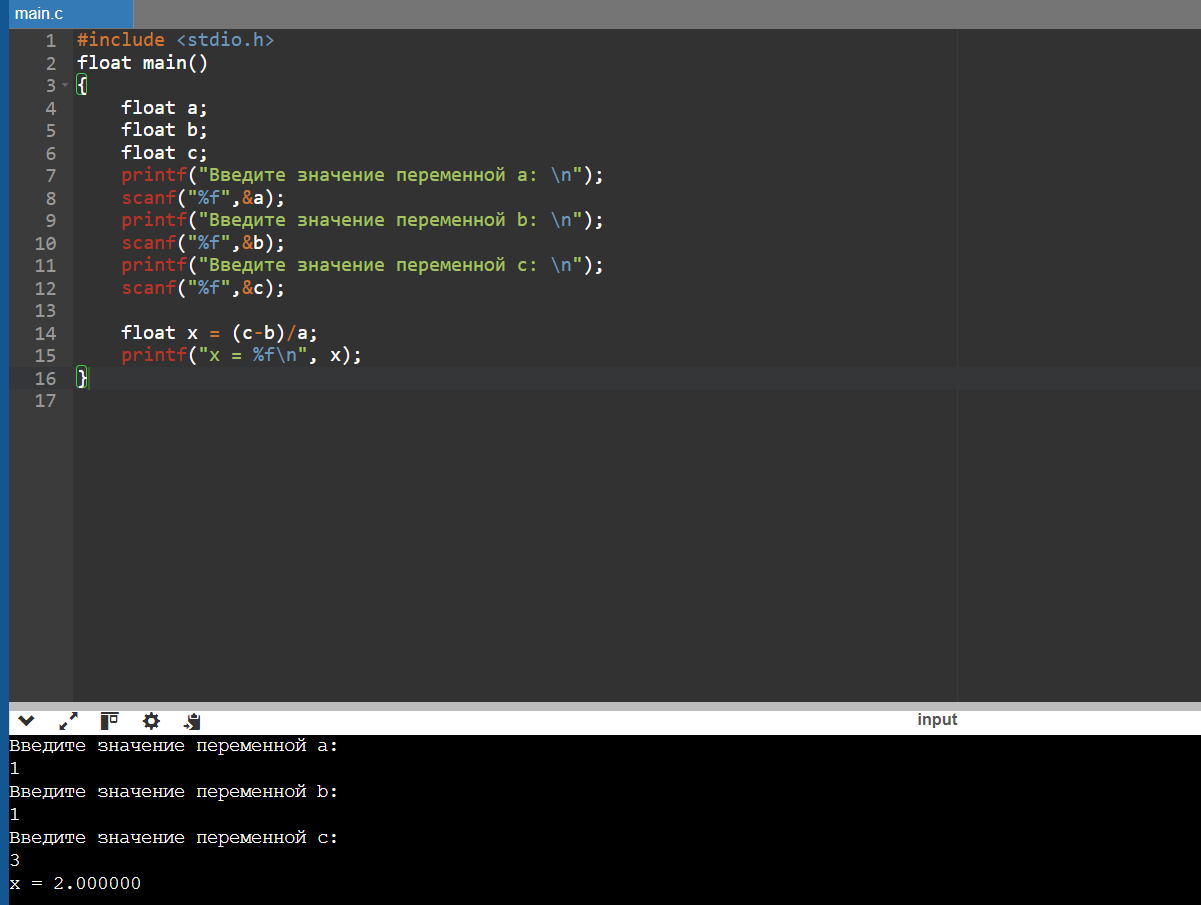 main.c
1 #include <stdio.h>
2 float main()
3 {
4     float a;
5     float b;
6     float c;
7     printf("Введите значение переменной a: \n");
8     scanf("%f",&a);
9     printf("Введите значение переменной b: \n");
10     scanf("%f",&b);
11     printf("Введите значение переменной c: \n");
12     scanf("%f",&c);
13
14     float x = (c-b)/a;
15     printf("x = %f\n", x);
16 }
17
input
Введите значение переменной a:
1
Введите значение переменной b:
1
Введите значение переменной c:
3
x = 2.000000